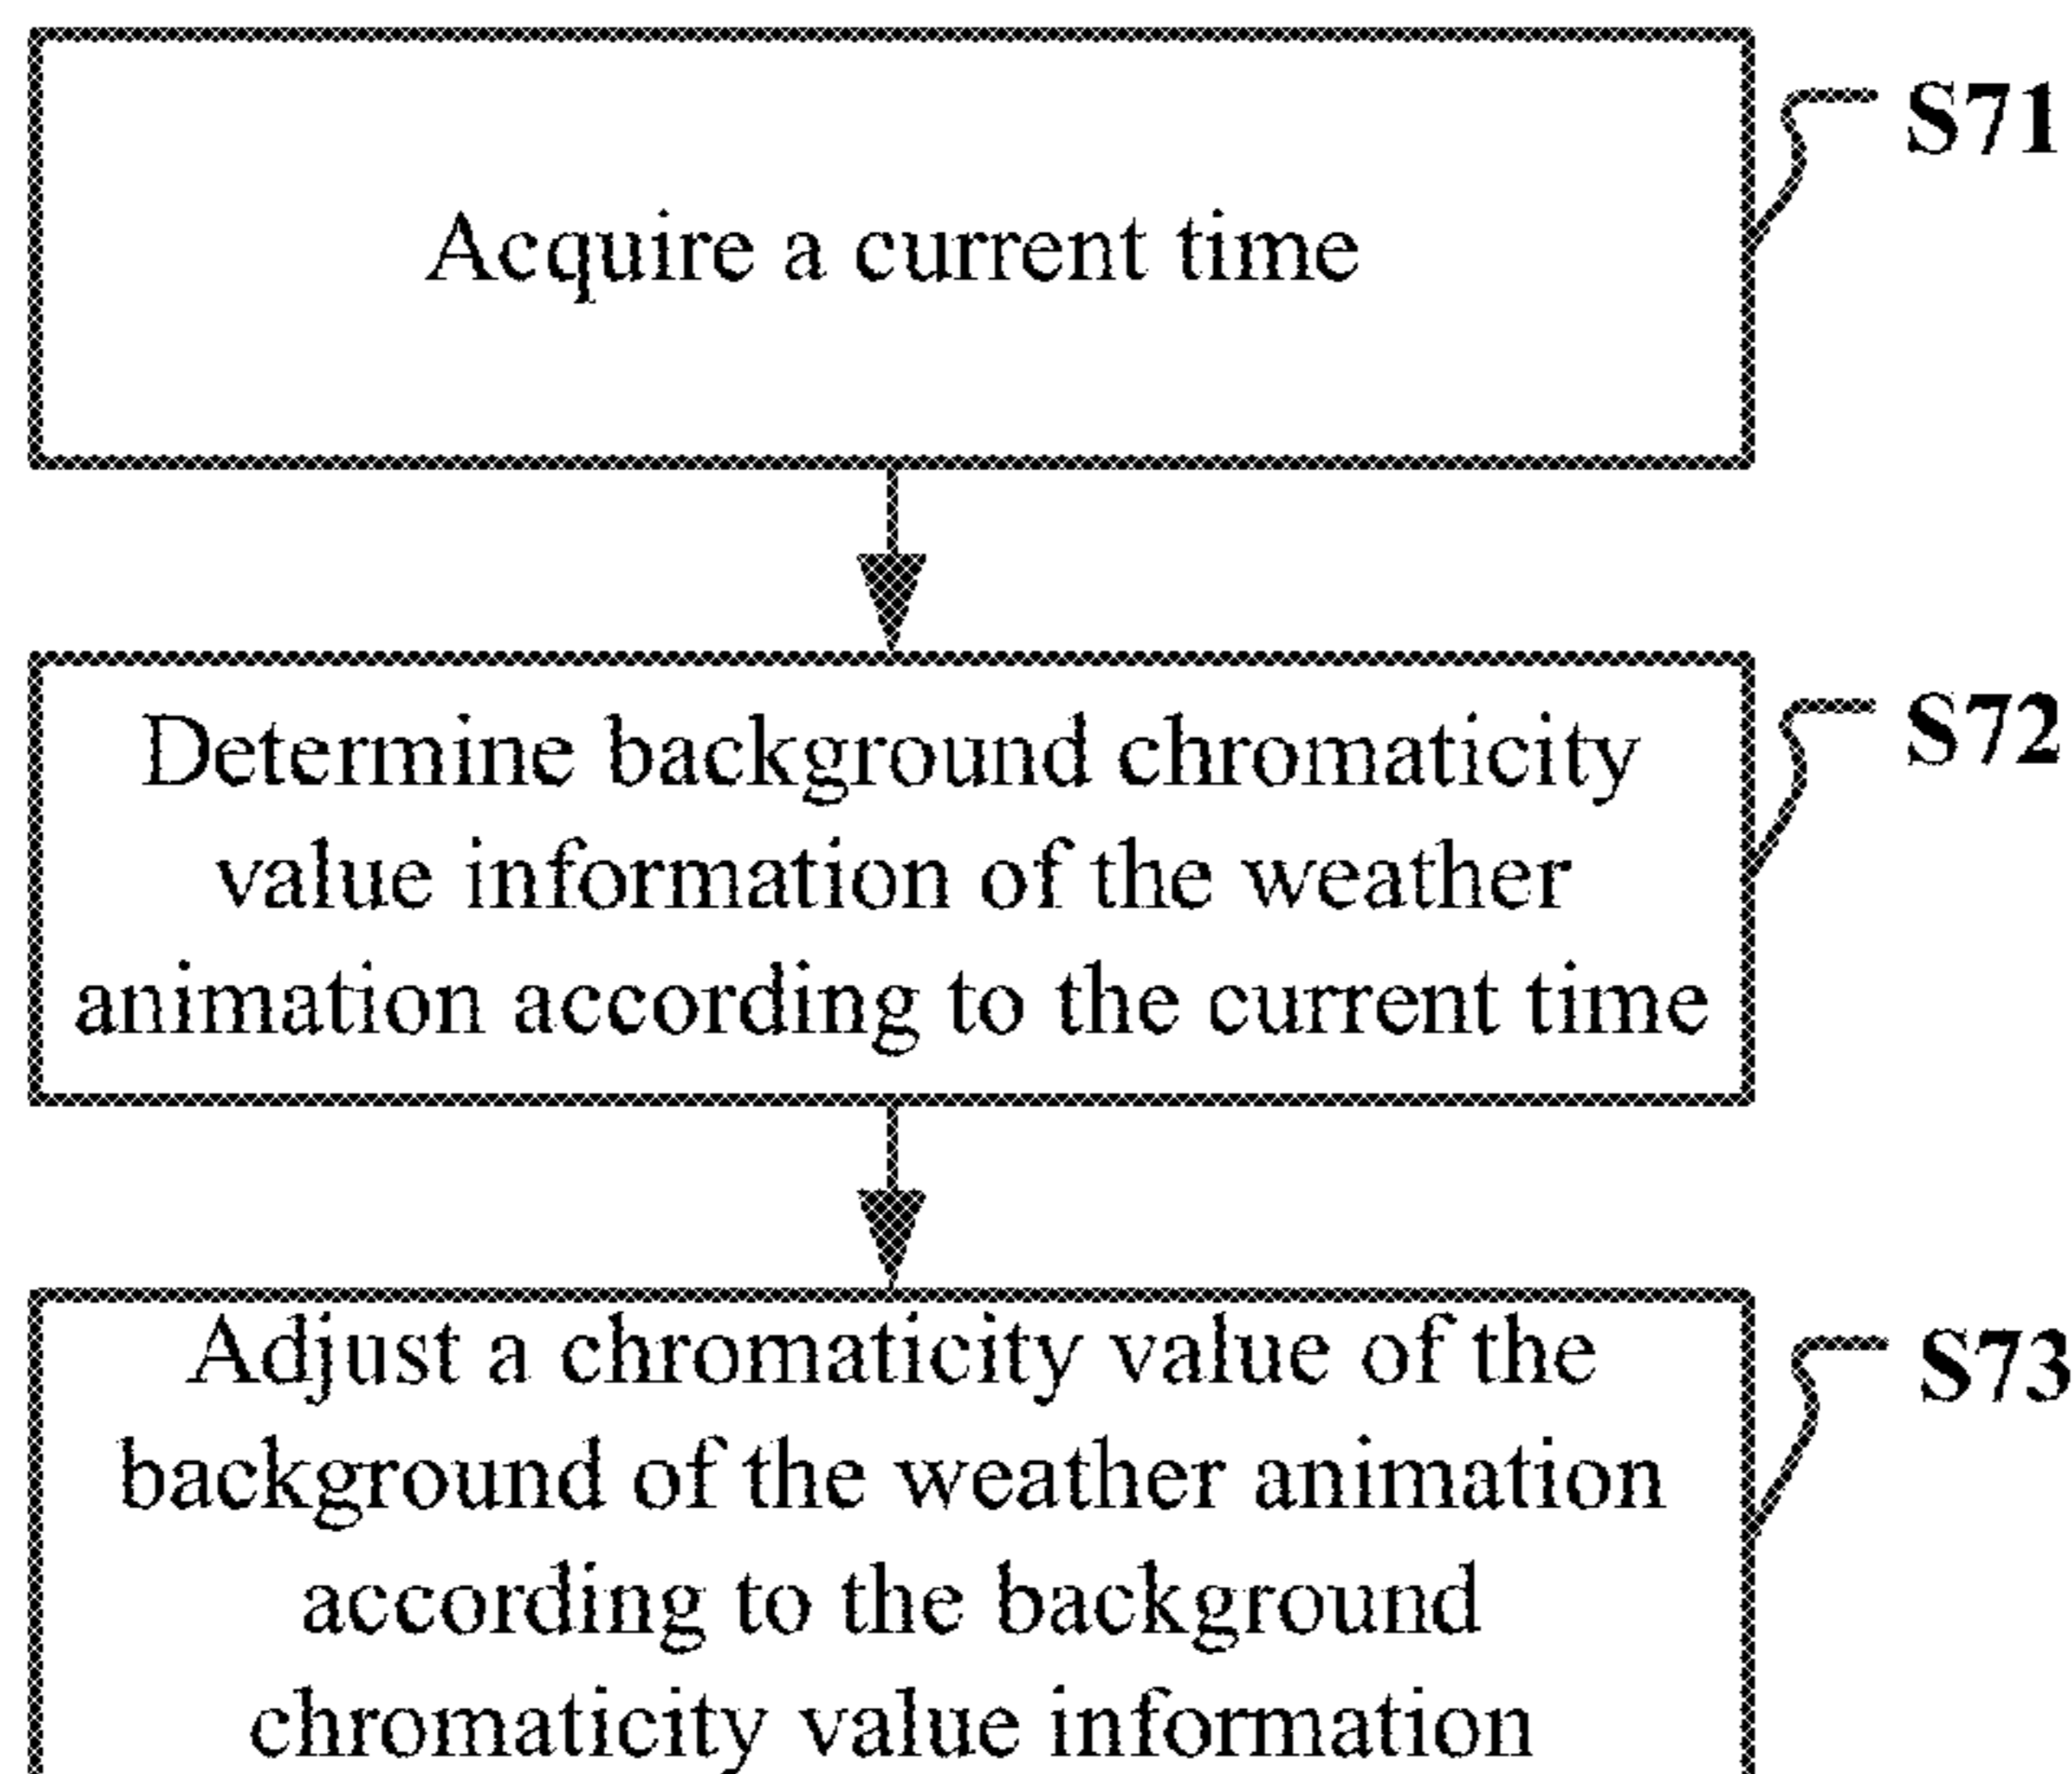 Acquire a current time
S71
Determine background chromaticity
value information of the weather
animation according to the current time
S72
Adjust a chromaticity value of the
background of the weather animation
according to the background
chromaticity value information
S73